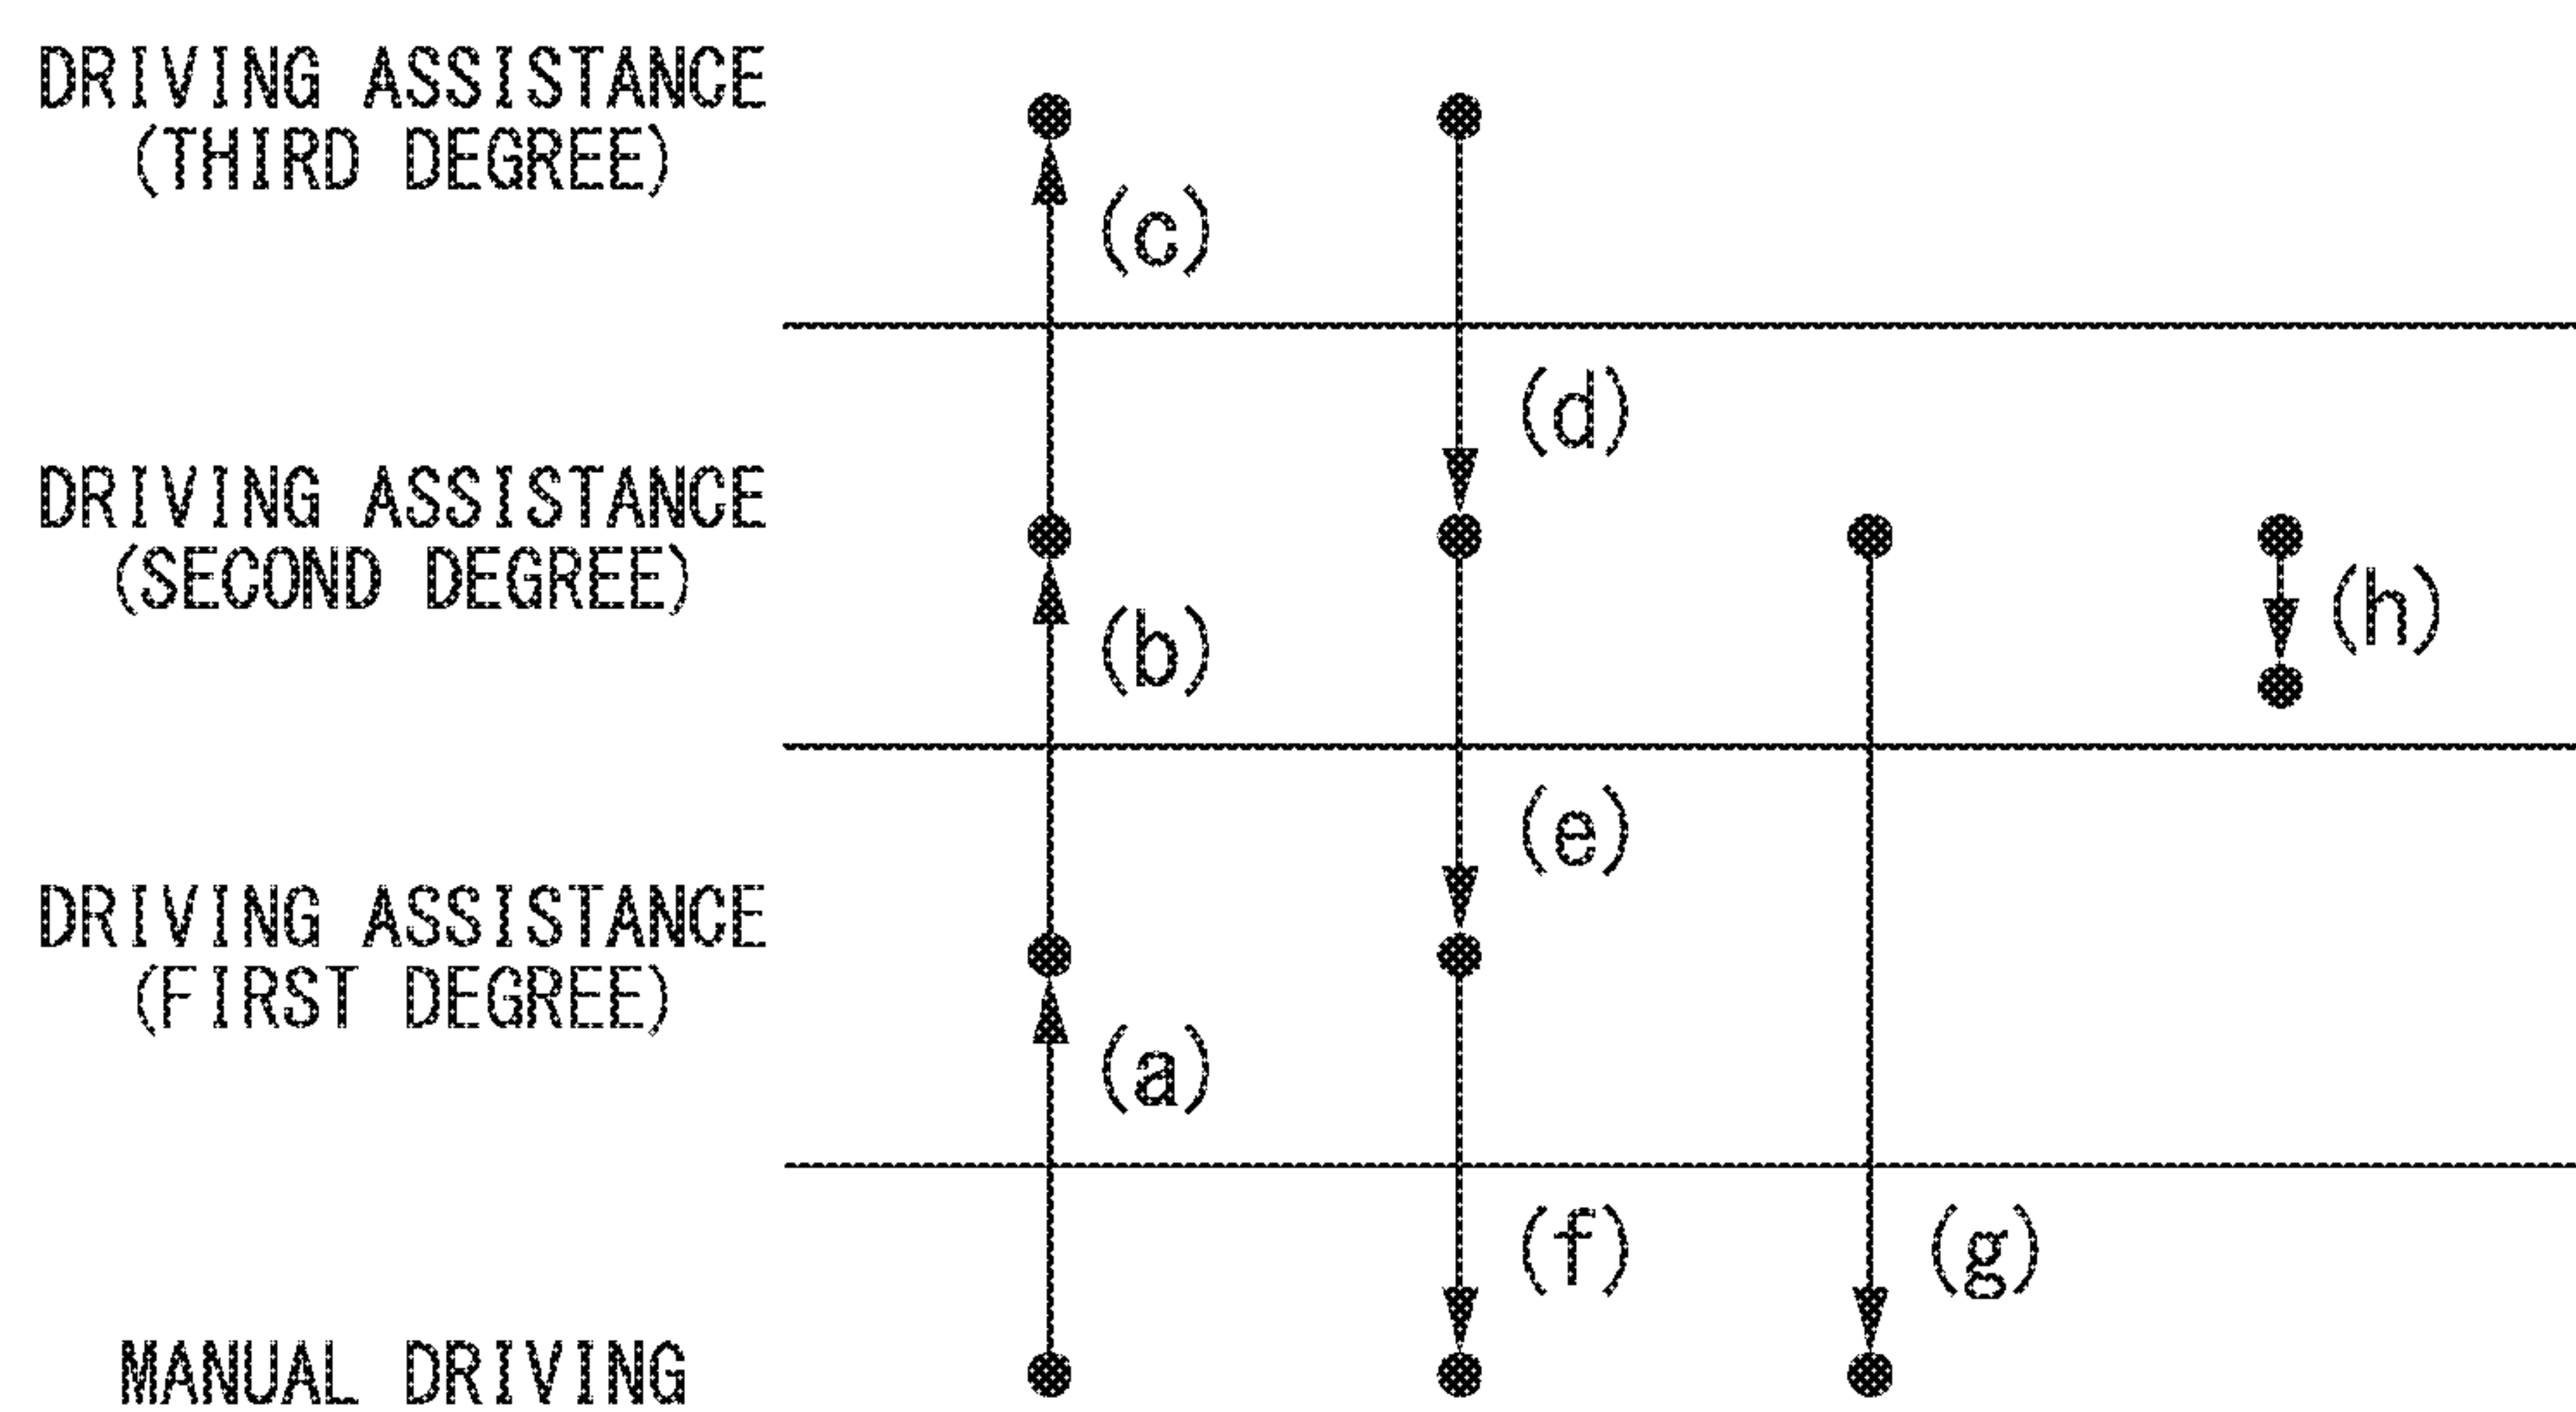 DRIVING ASSISTANCE
(THIRD DEGREE)
(c)
(d)
DRIVING ASSISTANCE
(SECOND DEGREE)
(h)
(b)
(e)
DRIVING ASSISTANCE
(FIRST DEGREE)
(a)
(f)
(g)
MANUAL DRIVING